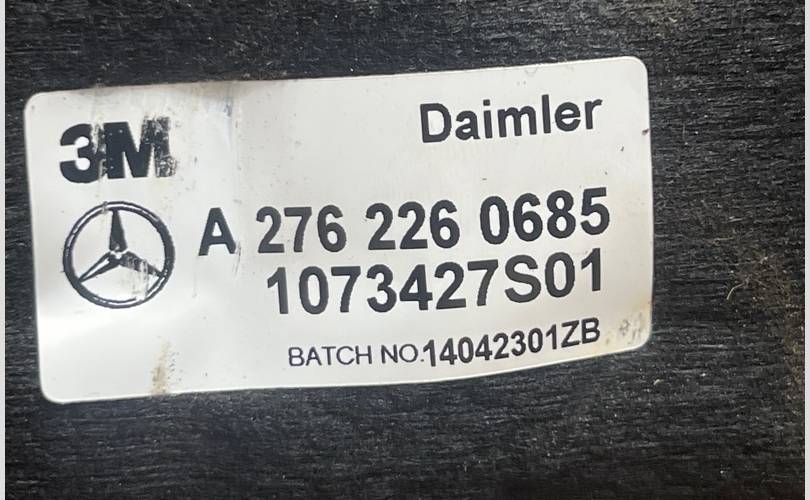 3M
Daimler
A 276 226 0685
1073427S01
BATCH NO.14042301ZB